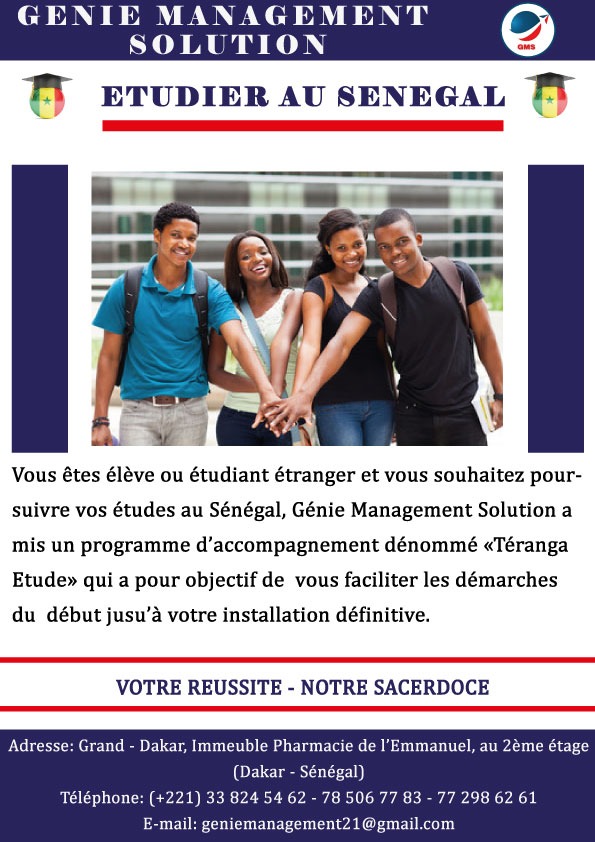 GENIE MANAGEMENT
SOLUTION
GMS
ETUDIER AU SENEGAL
Vous êtes élève ou étudiant étranger et vous souhaitez pour-
suivre vos études au Sénégal, Génie Management Solution a
mis un programme d’accompagnement dénommé «Téranga
Etude» qui a pour objectif de  vous faciliter les démarches
du  début jusu’à votre installation définitive.
VOTRE REUSSITE - NOTRE SACERDOCE
Adresse: Grand - Dakar, Immeuble Pharmacie de l’Emmanuel, au 2ème étage
(Dakar - Sénégal)
Téléphone: (+221) 33 824 54 62 - 78 506 77 83 - 77 298 62 61
E-mail: geniemanagement21@gmail.com